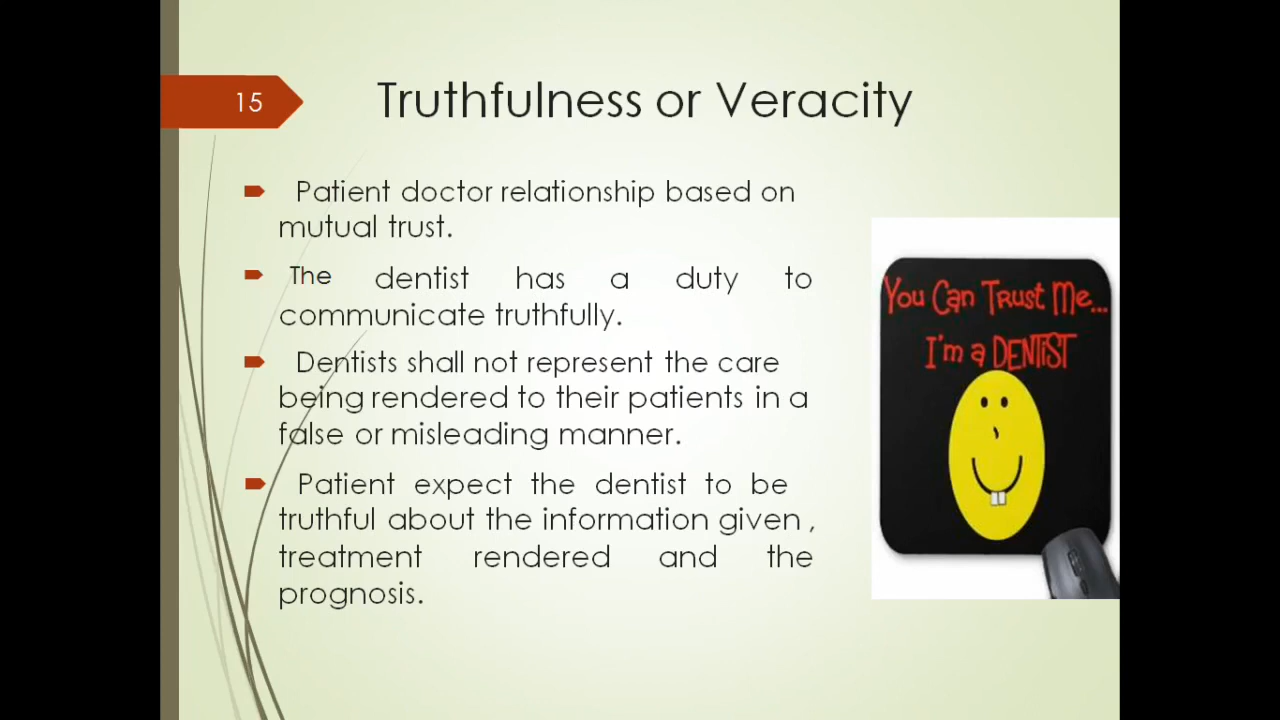 15
Truthfulness or Veracity
Patient doctor relationship based on
mutual trust.
The dentist has a duty to
communicate truthfully.
Dentists shall not represent the care
being rendered to their patients in a
false or misleading manner.
Patient expect the dentist to be
truthful about the information given ,
treatment rendered and the
prognosis.
You Can Trust Me...
I'm a DENTIST